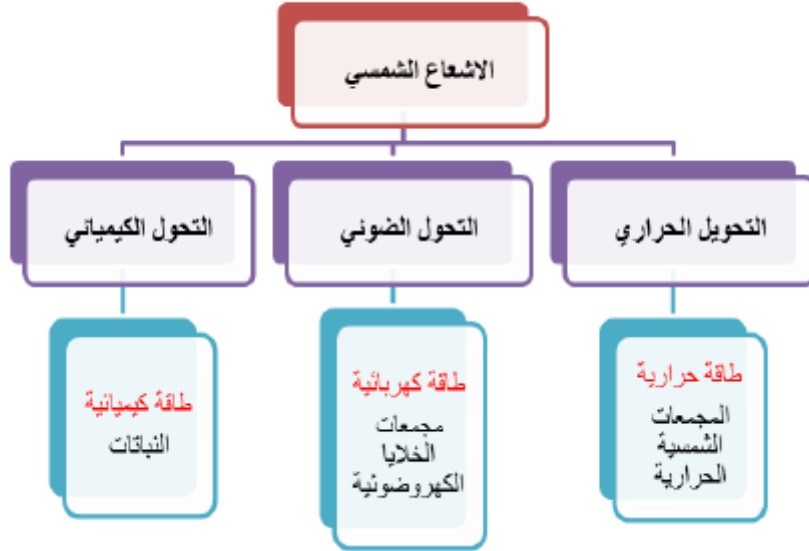 الاشعاع الشمسي
التحويل الحراري
التحول الضوئي
التحول الكيميائي
طاقة حرارية
المجمعات
الشمسية
الحرارية
طاقة كهربائية
مجمعات
الخلايا
الكهروضوئية
طاقة كيميائية
النباتات